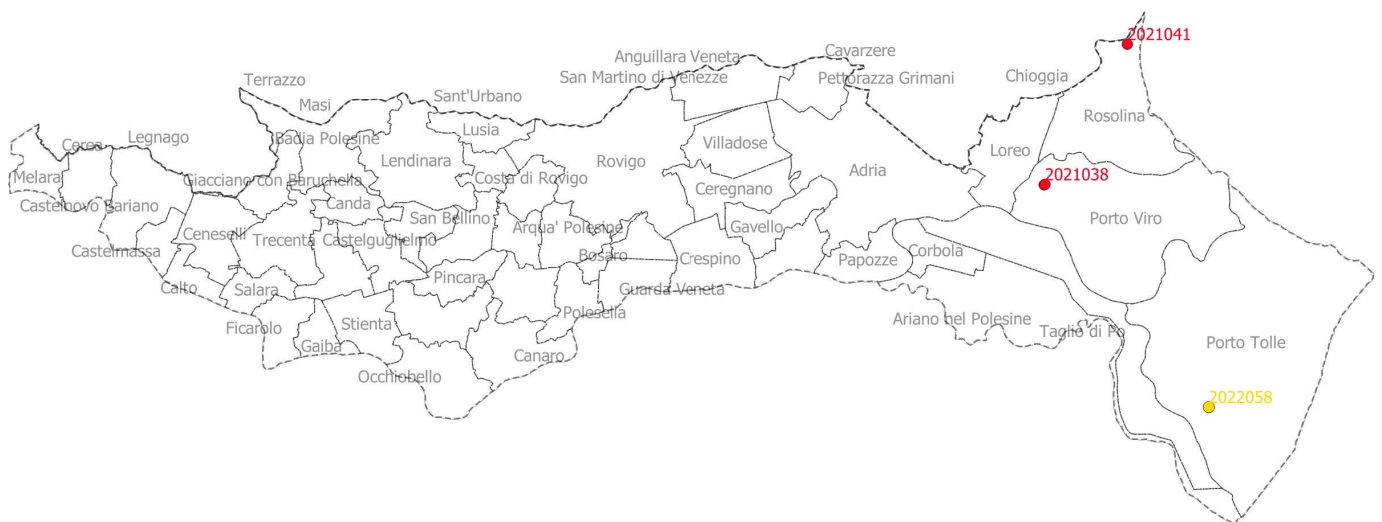 2021041
Cavarzere
Anguillara Veneta
San Martino di Venezze
Pettorazza Grimani
Chioggia
Terrazzo
Masi
Sant'Urbano
Rosolina
Lusia
Legnago
Badia Polesine
Cerea
Villadose
Loreo
Lendinara
Rovigo
Adria
2021038
Melara
Giacciano con Baruchella
Costa di Rovigo
Ceregnano
Castelnovo Bariano
Canda
San Bellino
Porto Viro
Ceneselli
Trecenta
Castelguglielmo
Arqua' Polesine
Gavello
Castelmassa
Bosaro
Crespino
Papozze
Corbola
Pincara
Calto
Salara
Guarda Veneta
Polesella
Ariano nel Polesine
Ficarolo
Stienta
Taglio di Po
Gaiba
Porto Tolle
Canaro
Occhiobello
2022058